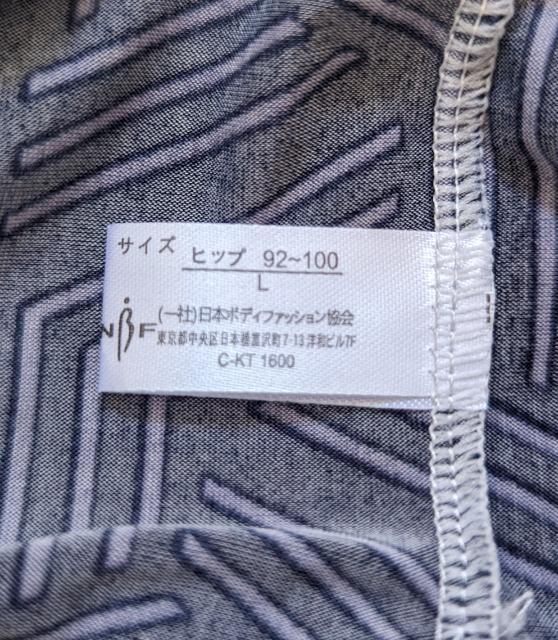 サイズ ヒップ 92~100
L
NBF (一社)日本ボディファッション協会
東京都中央区日本橋富沢町7-13 洋和ビル7F
C-KT 1600